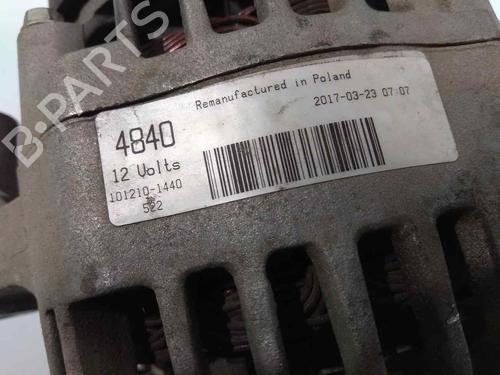 B-PARTS
Remanufactured in Poland
2017-03-23 07:07
4840
12 Volts
101210-1440
522